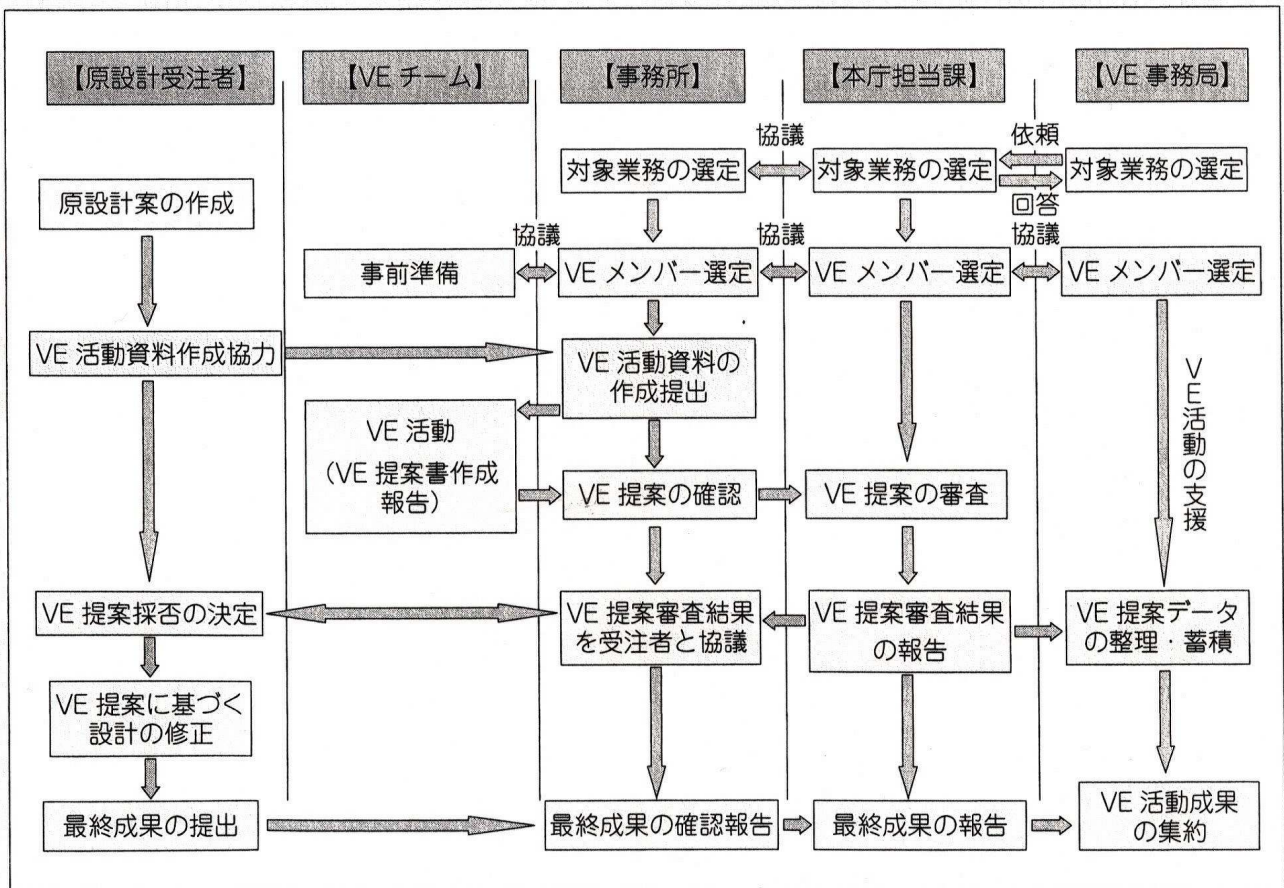 【原設計受注者】
【VE チーム】
【事務所】
【本庁担当課】
【VE 事務局】
協議
依頼
対象業務の選定
対象業務の選定
対象業務の選定
回答
原設計案の作成
協議
協議
協議
事前準備
VE メンバー選定
VE メンバー選定
VE メンバー選定
VE 活動資料作成協力
VE 活動資料の
作成提出
VE活動の支援
VE 活動
(VE 提案書作成
報告)
VE 提案の確認
VE 提案の審査
VE 提案採否の決定
VE 提案審査結果
を受注者と協議
VE 提案審査結果
の報告
VE 提案データ
の整理・蓄積
VE 提案に基づく
設計の修正
最終成果の提出
最終成果の確認報告
最終成果の報告
VE 活動成果
の集約